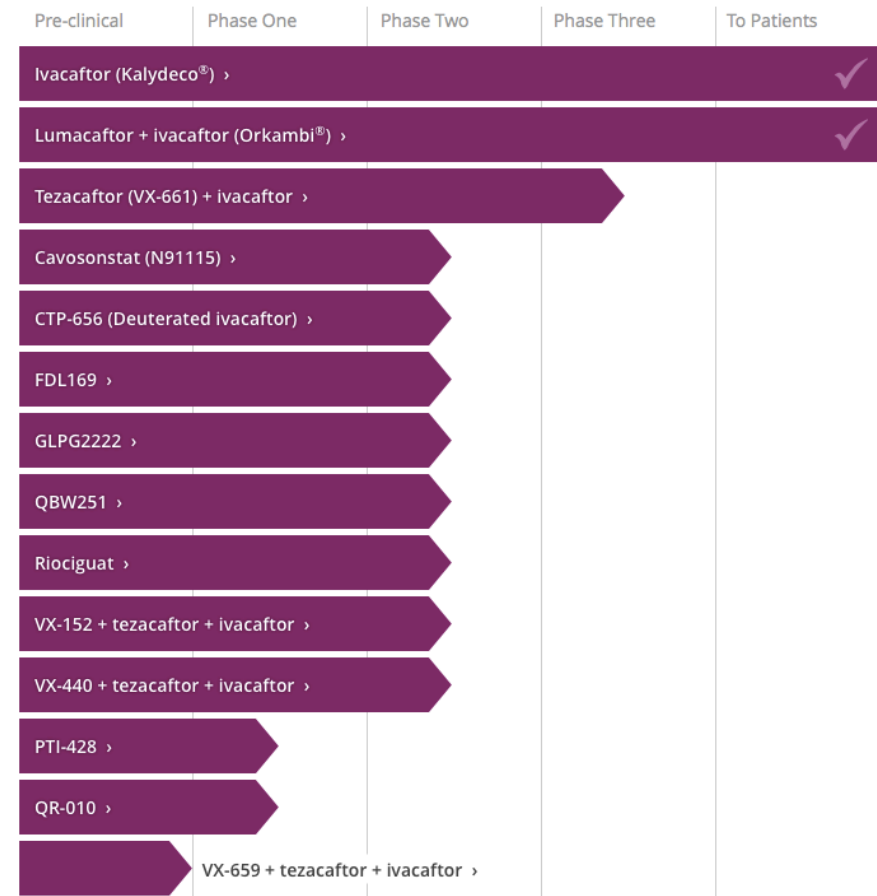 Pre-clinical Phase One Phase Two Phase Three To Patients
Ivacaftor (Kalydeco®) ›
Lumacaftor + ivacaftor (Orkambi®) ›
Tezacaftor (VX-661) + ivacaftor ›
Cavosonstat (N91115) ›
CTP-656 (Deuterated ivacaftor) ›
FDL169 ›
GLPG2222 ›
QBW251 ›
Riociguat ›
VX-152 + tezacaftor + ivacaftor ›
VX-440 + tezacaftor + ivacaftor ›
PTI-428 ›
QR-010 ›
VX-659 + tezacaftor + ivacaftor ›